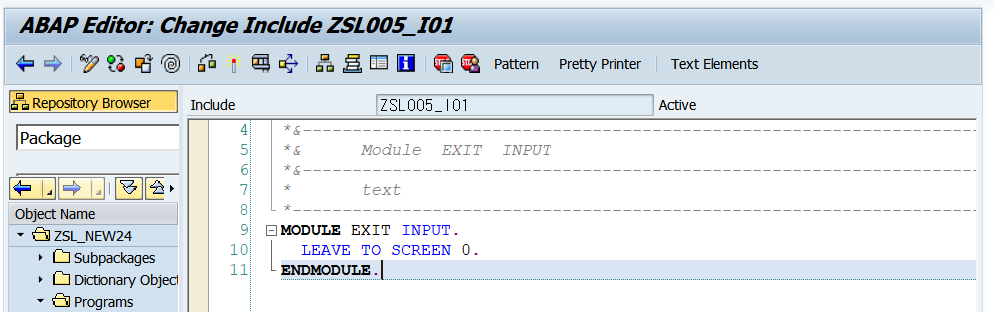 ABAP Editor: Change Include ZSL005_I01
Pattern Pretty Printer Text Elements
Repository Browser
Include ZSL005_I01 Active
Package
Object Name
ZSL_NEW24
Subpackages
Dictionary Object
Programs
4 *&---------------------------------------------------------------------
5 *& Module EXIT INPUT
6 *&---------------------------------------------------------------------
7 * text
8 *----------------------------------------------------------------------
9 MODULE EXIT INPUT.
10 LEAVE TO SCREEN 0.
11 ENDMODULE.